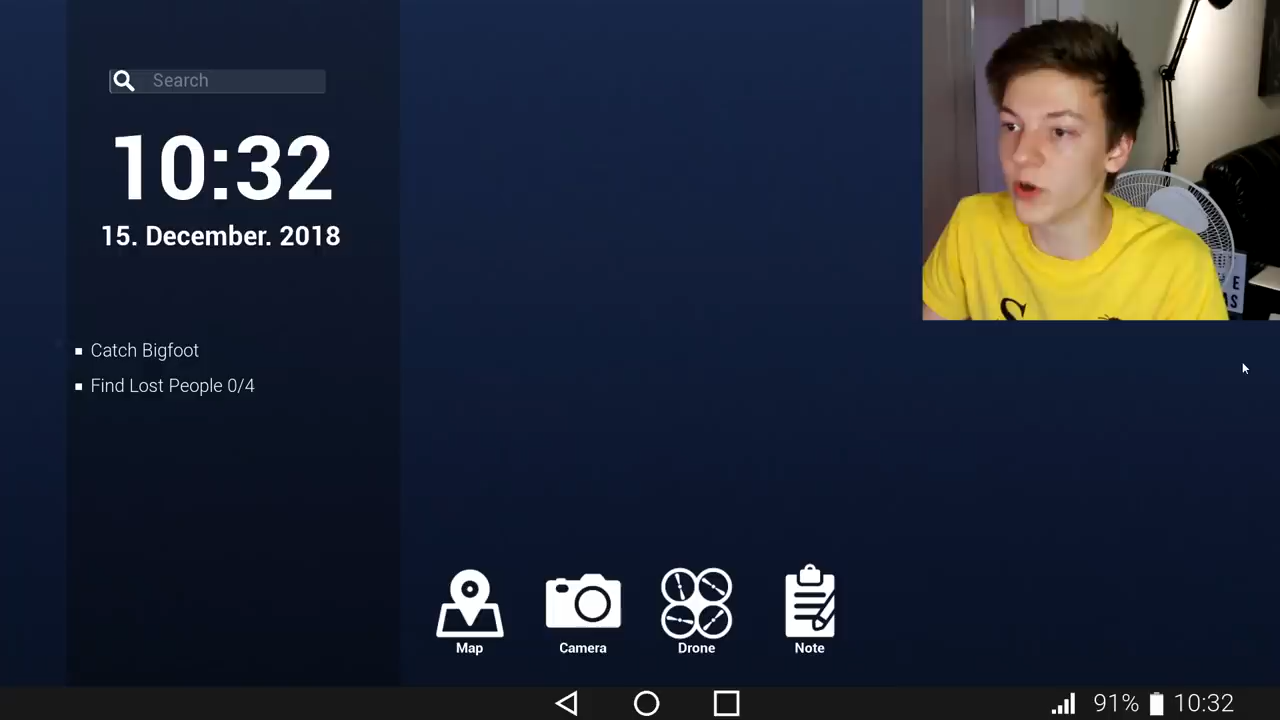 Search
10:32
15. December. 2018
Catch Bigfoot
Find Lost People 0/4
Map
Camera
Drone
Note
91%
10:32
S
E
AS